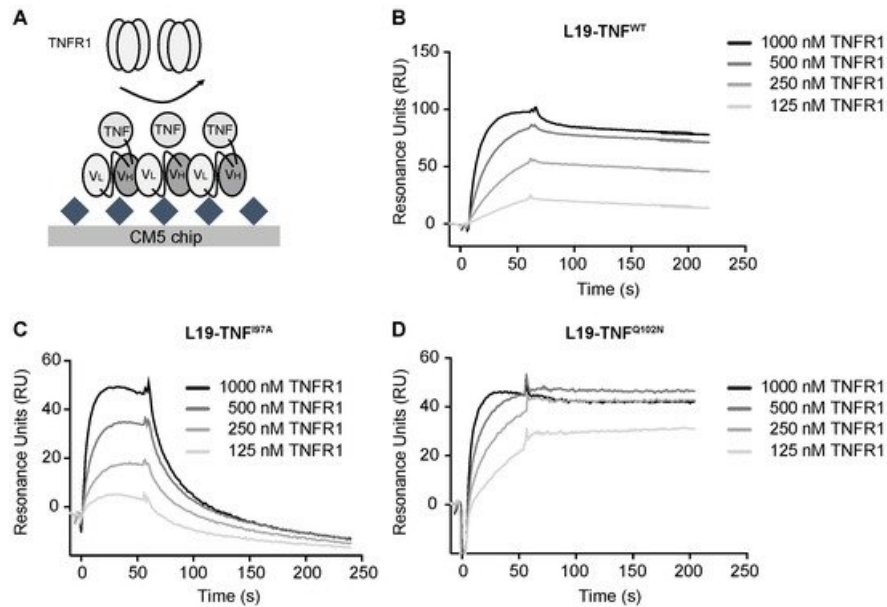 A
TNFR1
TNF
TNF
TNF
VL
VH
VL
VH
VL
VH
CM5 chip
B
L19-TNFWT
Resonance Units (RU)
150
100
50
0
0 50 100 150 200 250
Time (s)
1000 nM TNFR1
500 nM TNFR1
250 nM TNFR1
125 nM TNFR1
C
L19-TNFI97A
Resonance Units (RU)
60
40
20
0
0 50 100 150 200 250
Time (s)
1000 nM TNFR1
500 nM TNFR1
250 nM TNFR1
125 nM TNFR1
D
L19-TNFQ102N
Resonance Units (RU)
60
40
20
0
0 50 100 150 200 250
Time (s)
1000 nM TNFR1
500 nM TNFR1
250 nM TNFR1
125 nM TNFR1